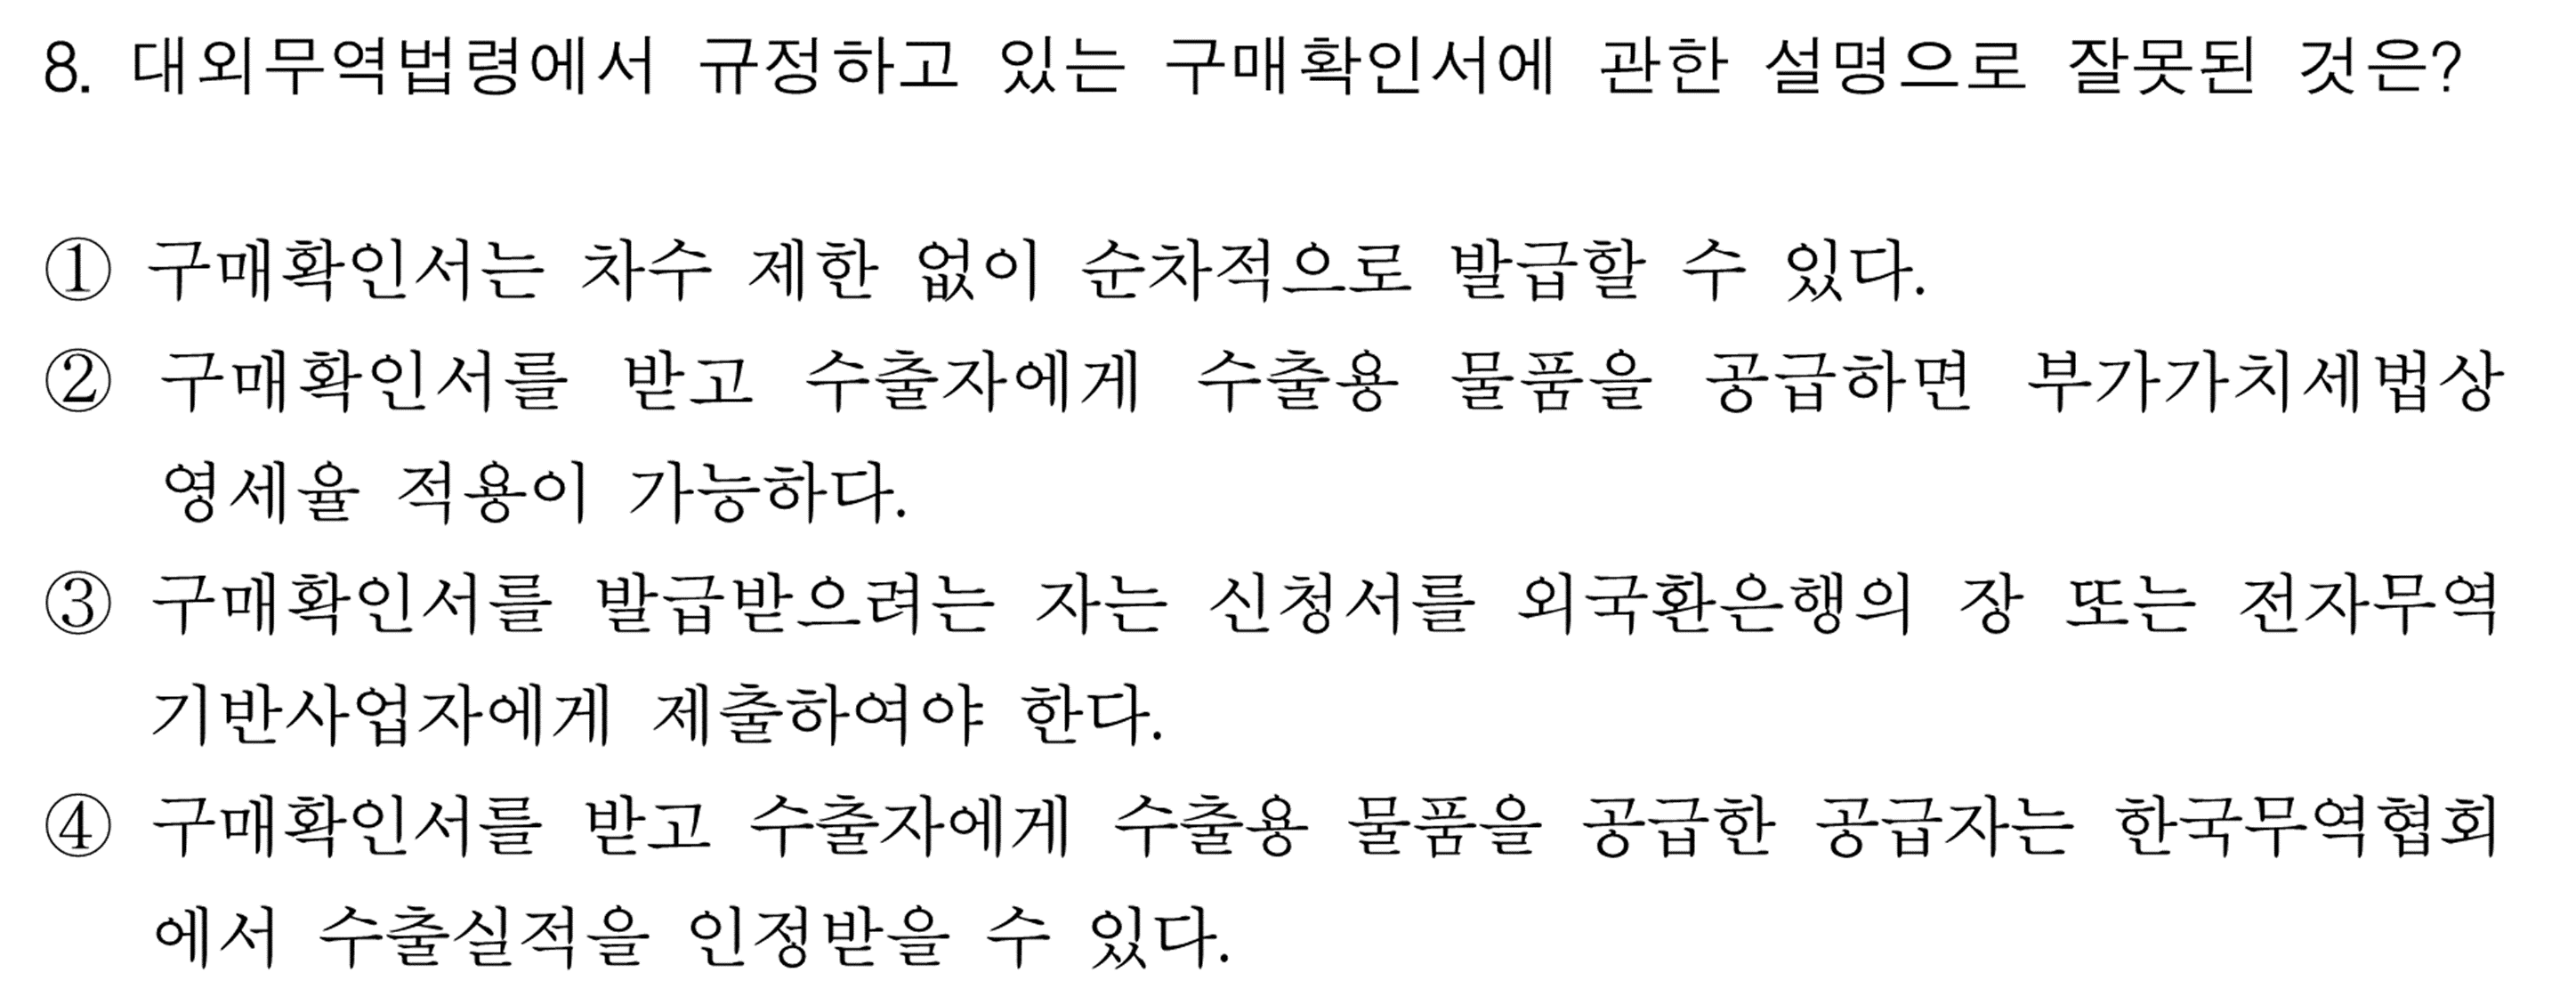 8. 대외무역법령에서 규정하고 있는 구매확인서에 관한 설명으로 잘못된 것은?
① 구매확인서는 차수 제한 없이 순차적으로 발급할 수 있다.
② 구매확인서를 받고 수출자에게 수출용 물품을 공급하면 부가가치세법상
영세율 적용이 가능하다.
③ 구매확인서를 발급받으려는 자는 신청서를 외국환은행의 장 또는 전자무역
기반사업자에게 제출하여야 한다.
④ 구매확인서를 받고 수출자에게 수출용 물품을 공급한 공급자는 한국무역협회
에서 수출실적을 인정받을 수 있다.